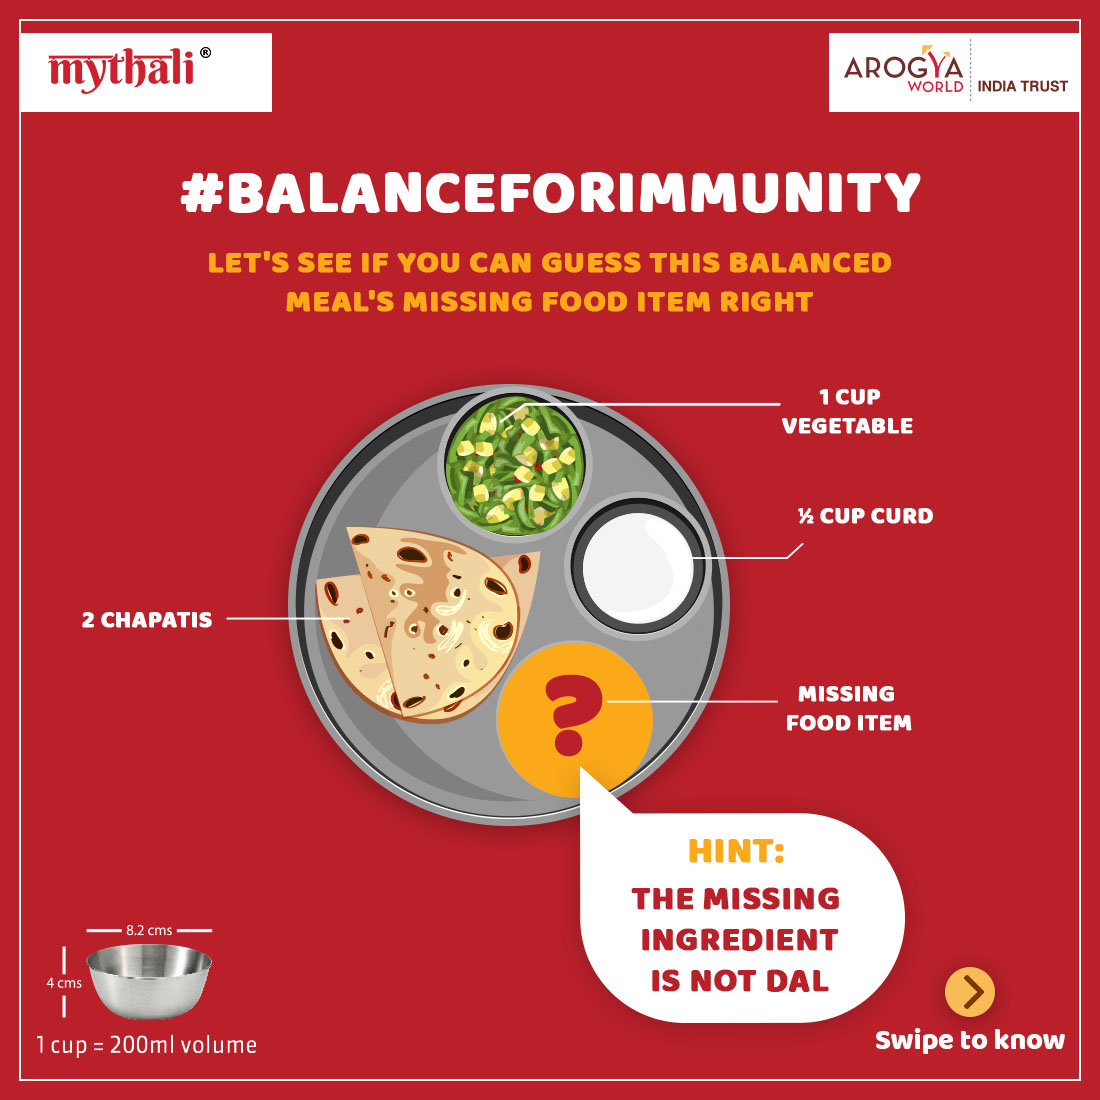 mythali®
AROGYA
WORLD
INDIA TRUST
#BALANCEFORIMMUNITY
LET'S SEE IF YOU CAN GUESS THIS BALANCED
MEAL'S MISSING FOOD ITEM RIGHT
1 CUP
VEGETABLE
½ CUP CURD
2 CHAPATIS
?
MISSING
FOOD ITEM
HINT:
THE MISSING
INGREDIENT
IS NOT DAL
8.2 cms
4 cms
1 cup = 200ml volume
Swipe to know